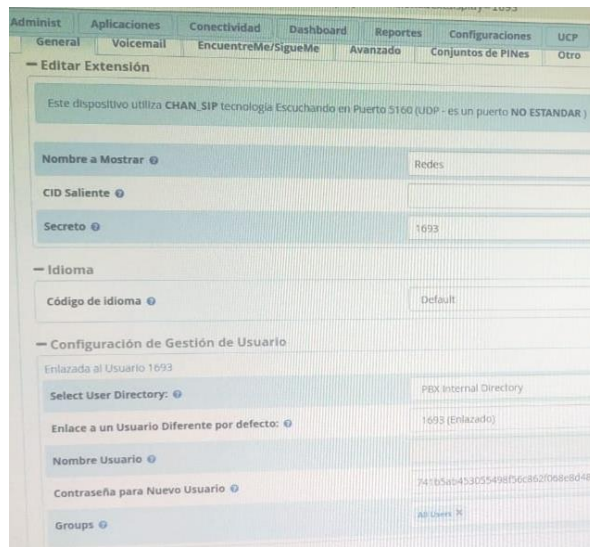 Administ Aplicaciones Conectividad Dashboard Reportes Configuraciones UCP
General Voicemail EncuentreMe/SigueMe Avanzado Conjuntos de PINes Otro
Editar Extensión
Este dispositivo utiliza CHAN_SIP tecnología Escuchando en Puerto 5160 (UDP - es un puerto NO ESTANDAR )
Nombre a Mostrar Redes
CID Saliente
Secreto 1693
Idioma
Código de idioma Default
Configuración de Gestión de Usuario
Enlazada al Usuario 1693
Select User Directory: PBX Internal Directory
Enlace a un Usuario Diferente por defecto: 1693 (Enlazado)
Nombre Usuario
Contraseña para Nuevo Usuario
Groups All Users X